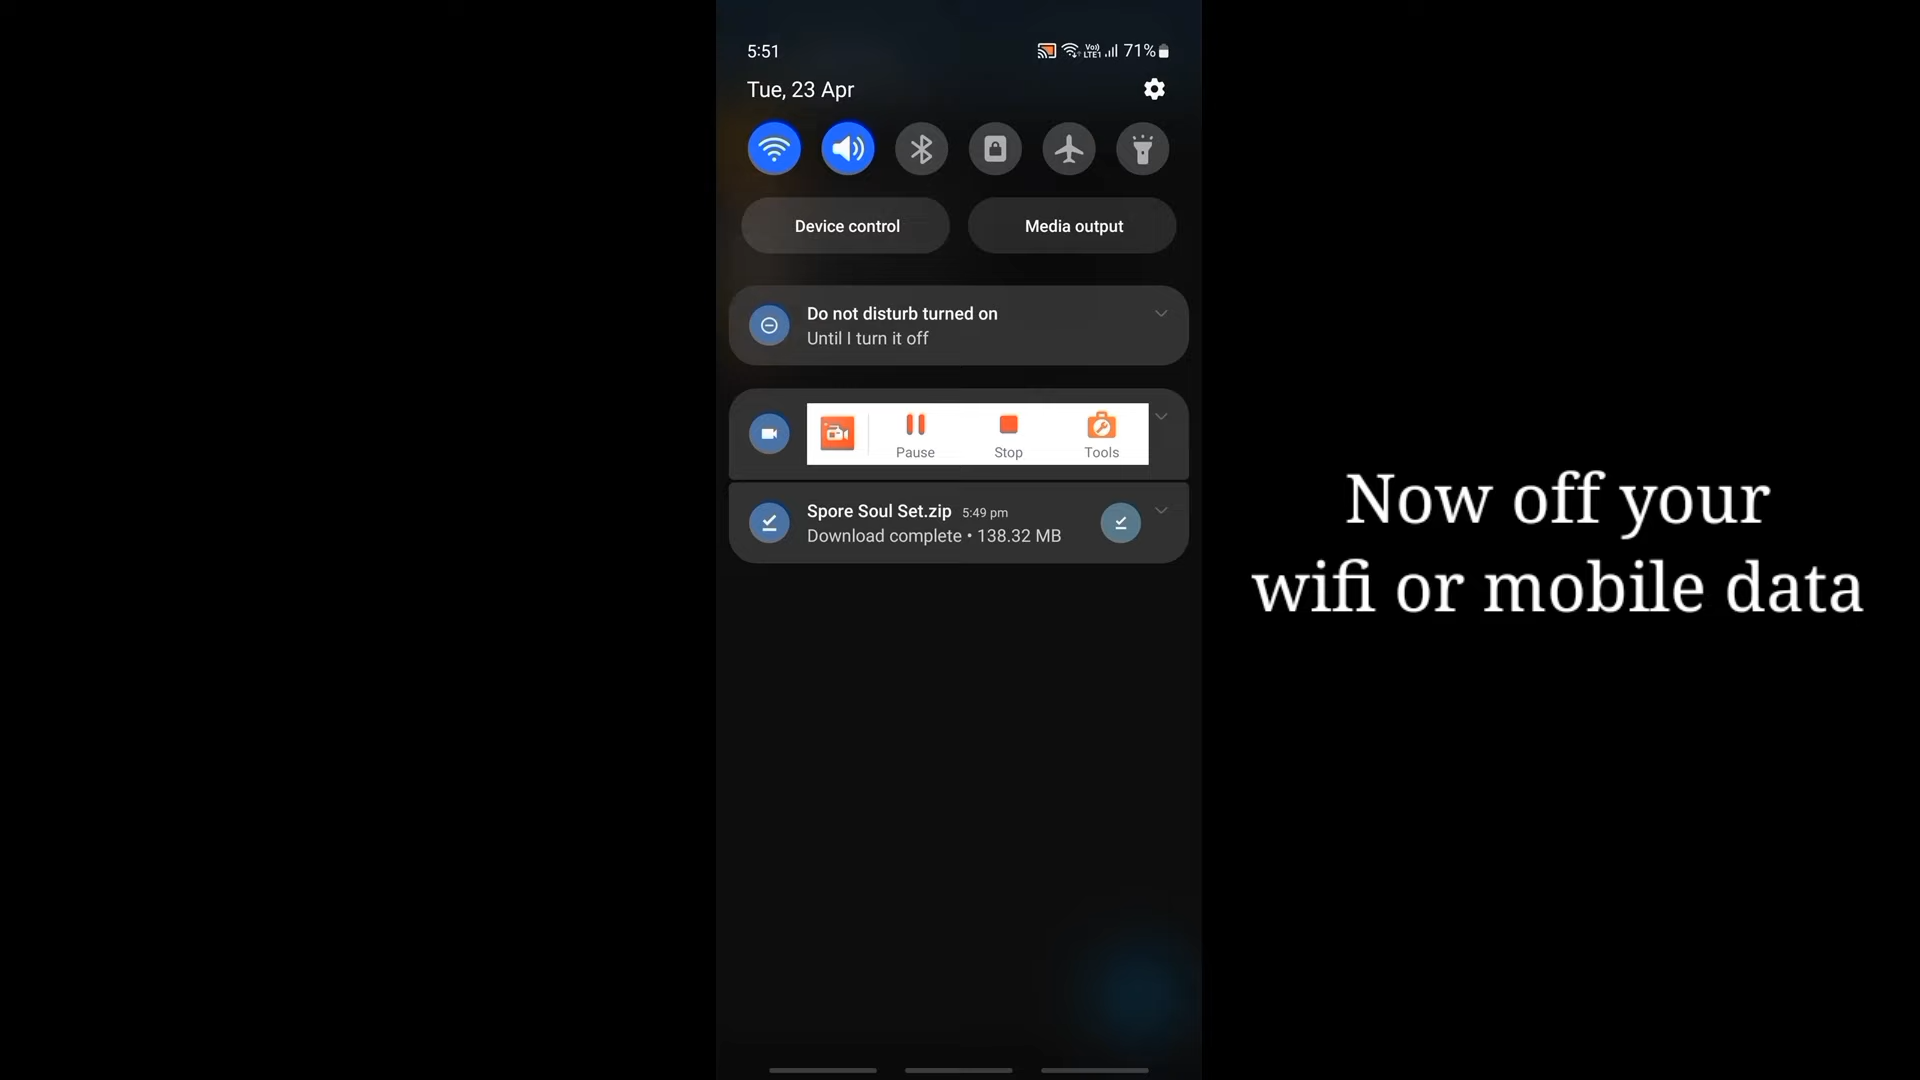 5:51
Vo) LTE1 71%
Tue, 23 Apr
Device control
Media output
Do not disturb turned on
Until I turn it off
Pause
Stop
Tools
Spore Soul Set.zip 5:49 pm
Download complete • 138.32 MB
Now off your
wifi or mobile data